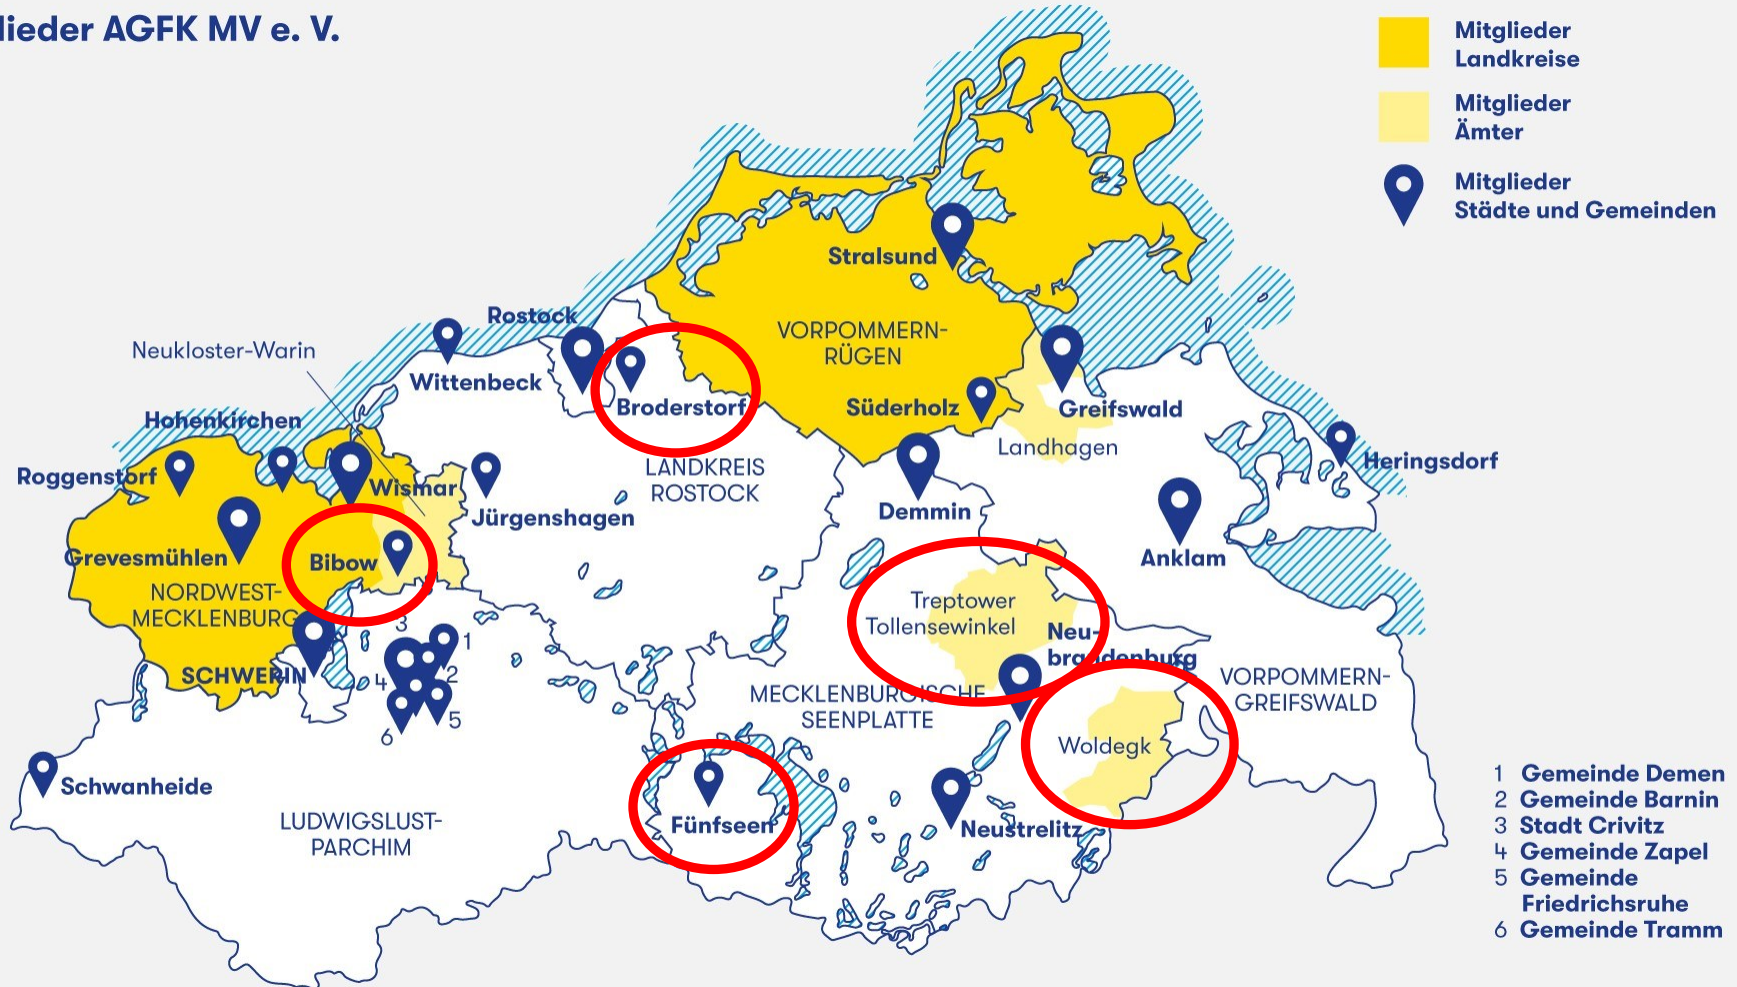 lieder AGFK MV e. V.
Mitglieder
Landkreise
Mitglieder
Ämter
Mitglieder
Städte und Gemeinden
Stralsund
Rostock
VORPOMMERN-
RÜGEN
Neukloster-Warin
Wittenbeck
Broderstorf
Süderholz
Greifswald
Hohenkirchen
Landhagen
Roggenstorf
Wismar
LANDKREIS
ROSTOCK
Heringsdorf
Jürgenshagen
Demmin
Grevesmühlen
Bibow
Anklam
NORDWEST-
MECKLENBURG
Treptower
Tollensewinkel
3
1
Neu-
brandenburg
SCHWERIN
4
2
MECKLENBURGISCHE
SEENPLATTE
VORPOMMERN-
GREIFSWALD
5
6
Woldegk
Schwanheide
Fünfseen
Neustrelitz
LUDWIGSLUST-
PARCHIM
1 Gemeinde Demen
2 Gemeinde Barnin
3 Stadt Crivitz
4 Gemeinde Zapel
5 Gemeinde
Friedrichsruhe
6 Gemeinde Tramm